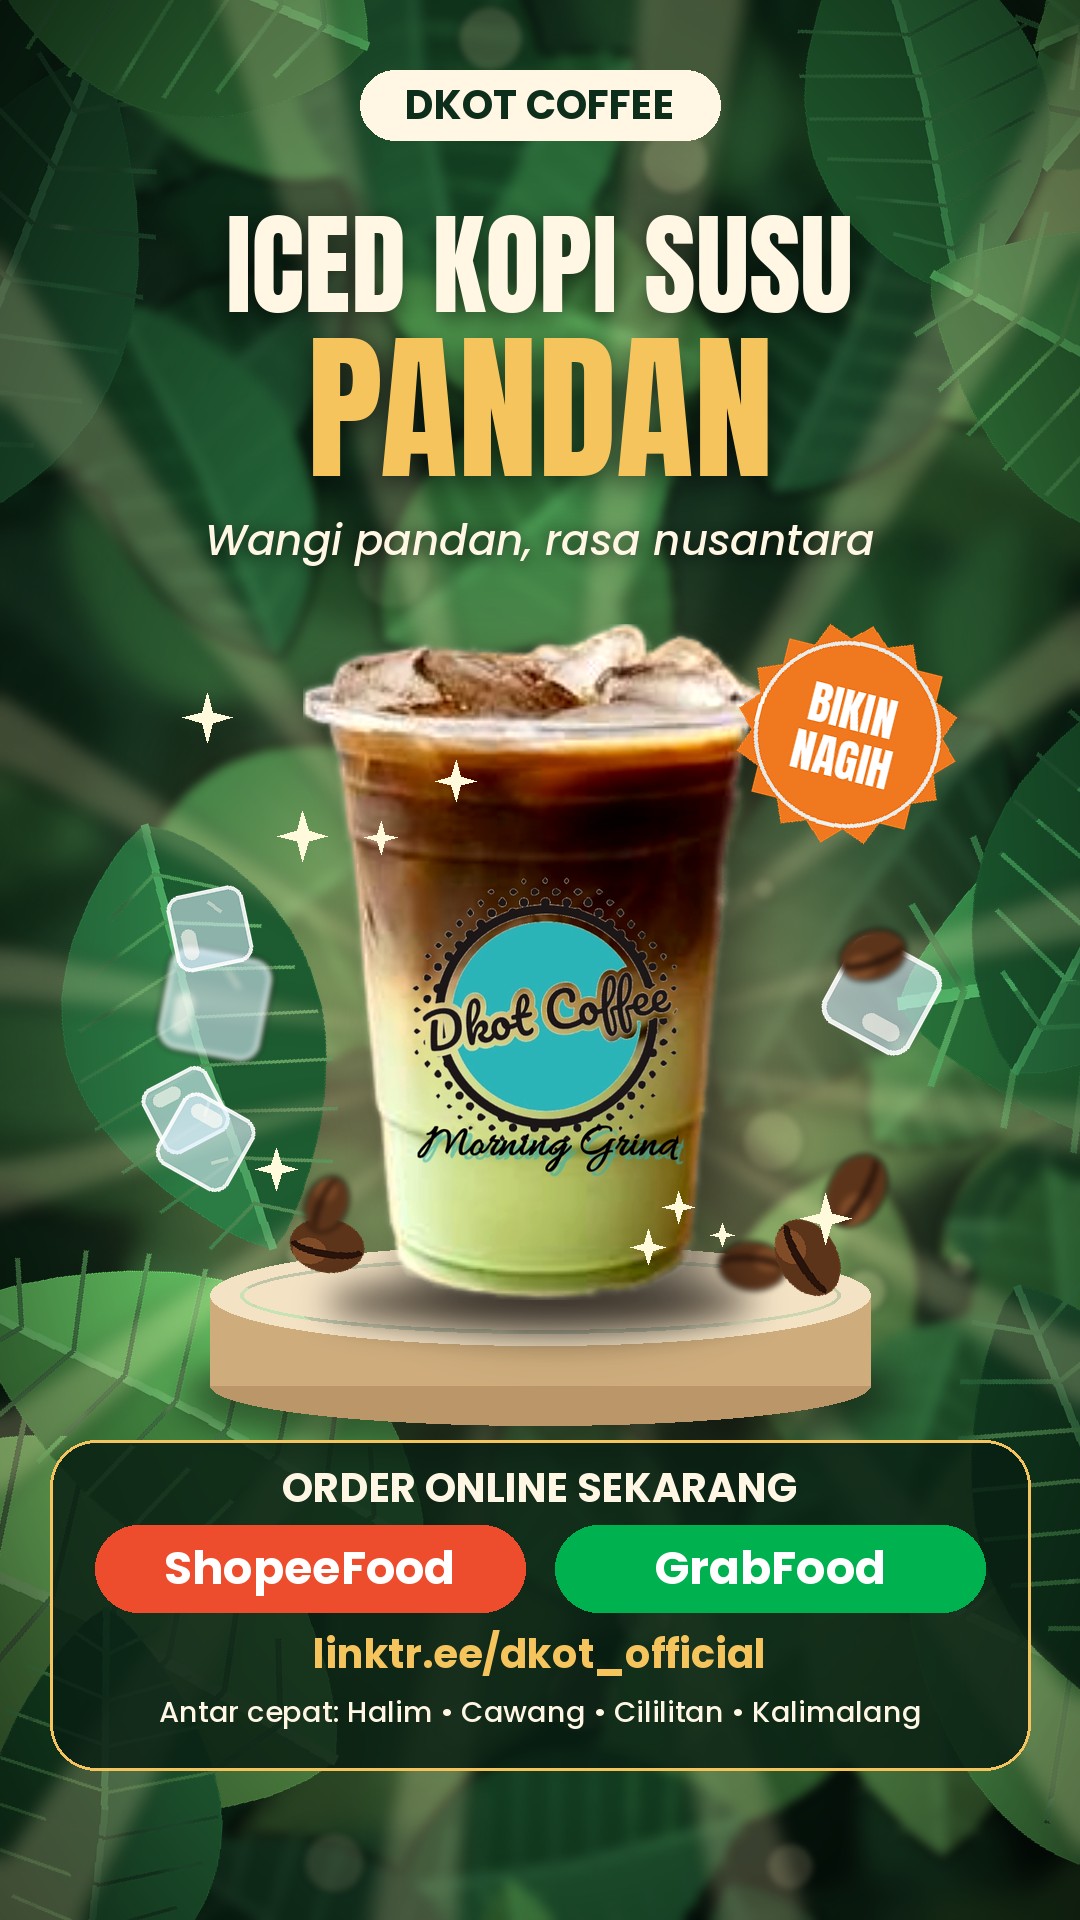 DKOT COFFEE
ICED KOPI SUSU
PANDAN
Wangi pandan, rasa nusantara
BIKIN
NAGIH
Dkot Coffee
Morning Grind
ORDER ONLINE SEKARANG
ShopeeFood
GrabFood
linktr.ee/dkot_official
Antar cepat: Halim • Cawang • Cililitan • Kalimalang